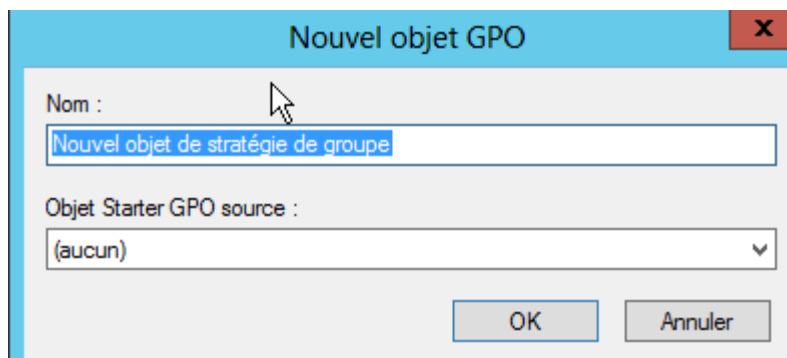 Nouvel objet GPO
x
Nom :
Nouvel objet de stratégie de groupe
Objet Starter GPO source :
(aucun)
OK Annuler